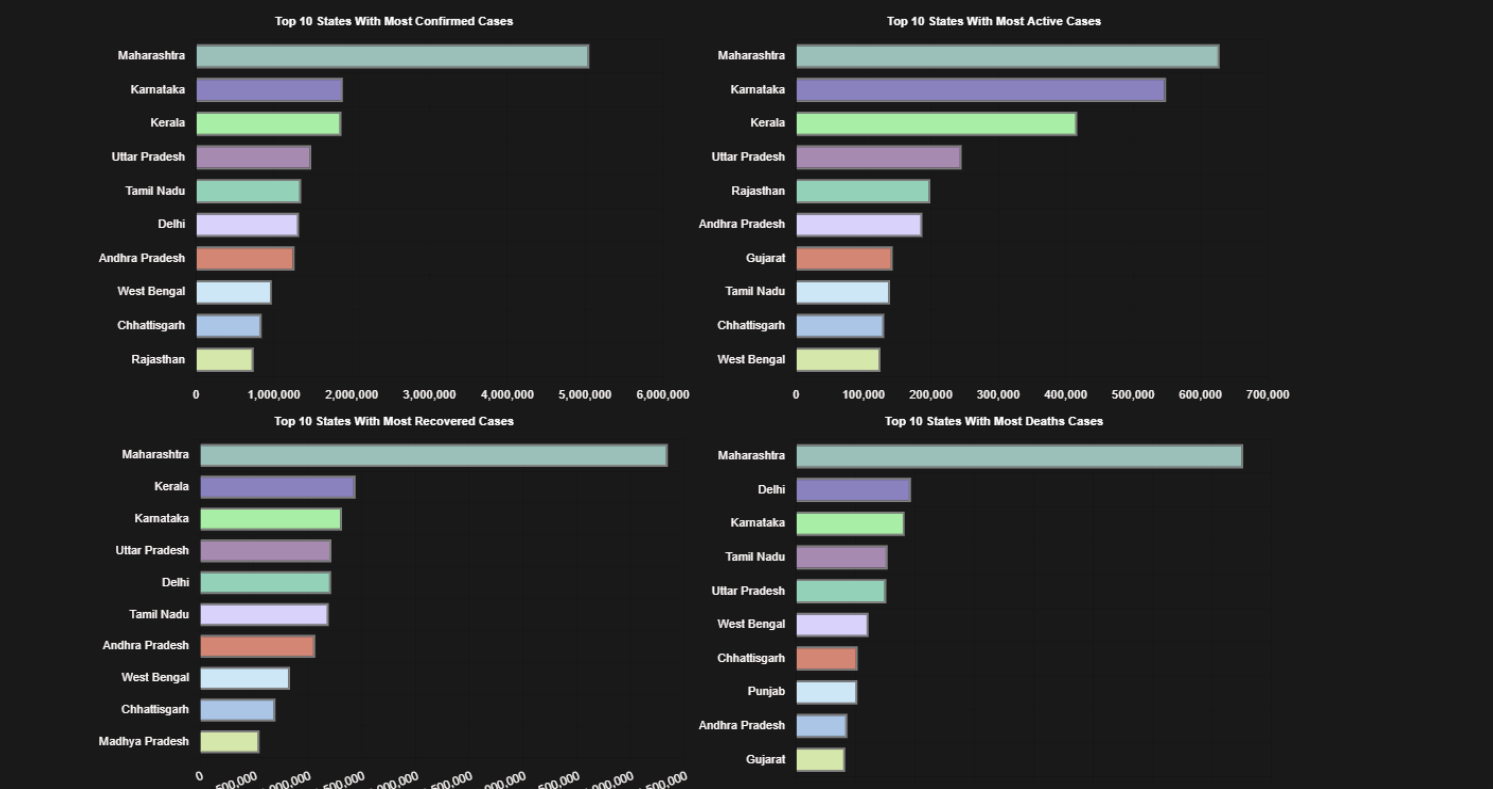 Top 10 States With Most Confirmed Cases
Maharashtra
Karnataka
Kerala
Uttar Pradesh
Tamil Nadu
Delhi
Andhra Pradesh
West Bengal
Chhattisgarh
Rajasthan
0 1,000,000 2,000,000 3,000,000 4,000,000 5,000,000 6,000,000
Top 10 States With Most Active Cases
Maharashtra
Karnataka
Kerala
Uttar Pradesh
Rajasthan
Andhra Pradesh
Gujarat
Tamil Nadu
Chhattisgarh
West Bengal
0 100,000 200,000 300,000 400,000 500,000 600,000 700,000
Top 10 States With Most Recovered Cases
Maharashtra
Kerala
Karnataka
Uttar Pradesh
Delhi
Tamil Nadu
Andhra Pradesh
West Bengal
Chhattisgarh
Madhya Pradesh
0
Top 10 States With Most Deaths Cases
Maharashtra
Delhi
Karnataka
Tamil Nadu
Uttar Pradesh
West Bengal
Chhattisgarh
Punjab
Andhra Pradesh
Gujarat